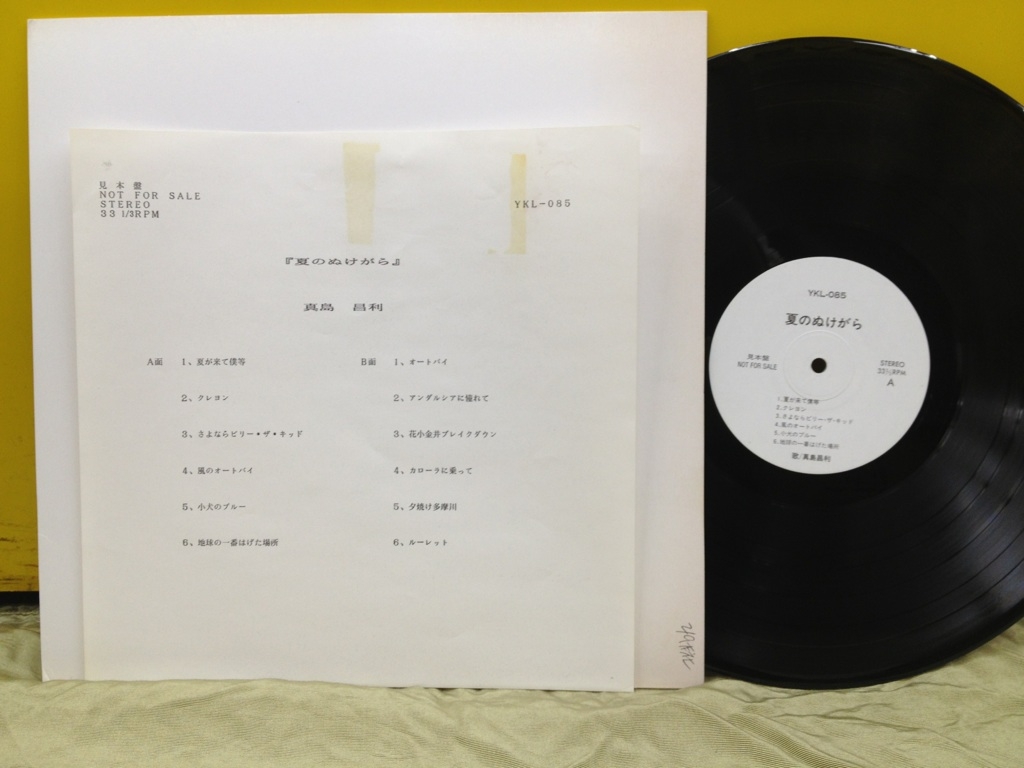 見本盤
NOT FOR SALE
STEREO
33 1/3RPM
YKL-085
『夏のぬけがら』
真島 昌利
A面 1、夏が来て僕等
2、クレヨン
3、さよならビリー・ザ・キッド
4、風のオートバイ
5、小犬のプルー
6、地球の一番はげた場所
B面 1、オートバイ
2、アンダルシアに憧れて
3、花小金井ブレイクダウン
4、カローラに乗って
5、夕焼け多摩川
6、ルーレット
YKL-085
夏のぬけがら
見本盤
NOT FOR SALE
STEREO
33 1/3RPM
A
1.夏が来て僕等
2.クレヨン
3.さよならビリー・ザ・キッド
4.風のオートバイ
5.小犬のプルー
6.地球の一番はげた場所
歌/真島昌利